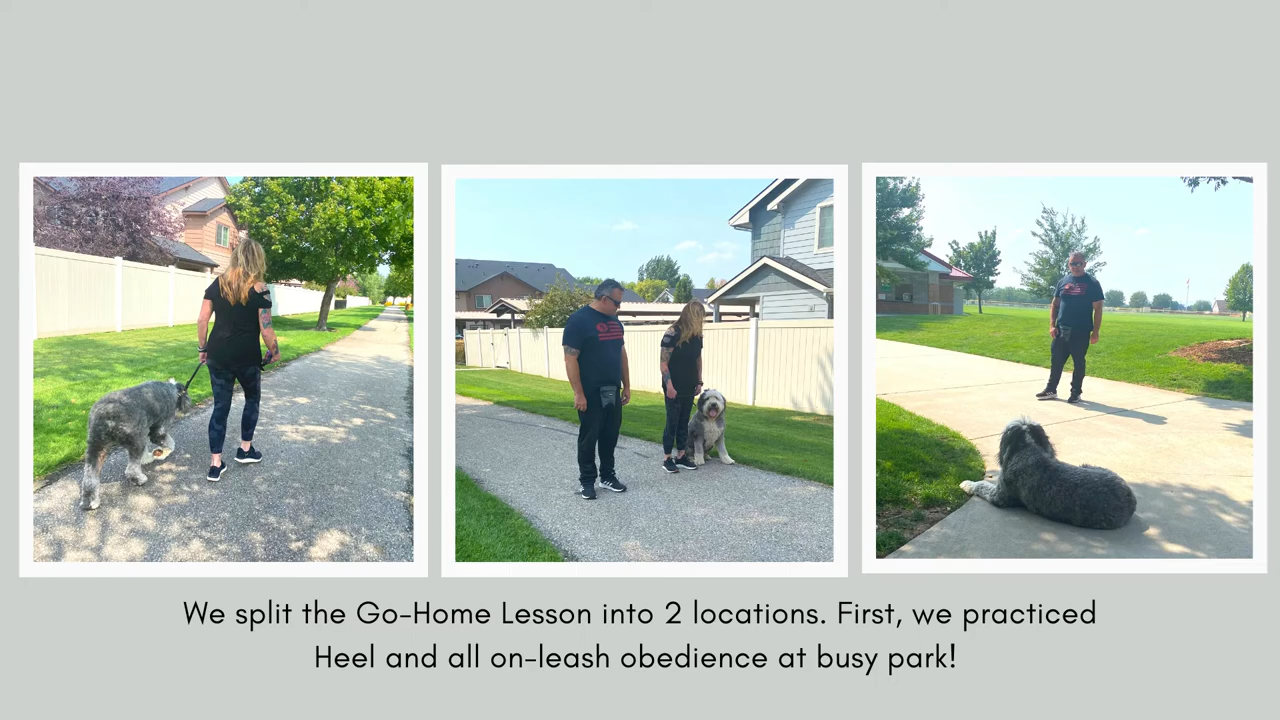 We split the Go-Home Lesson into 2 locations. First, we practiced
Heel and all on-leash obedience at busy park!